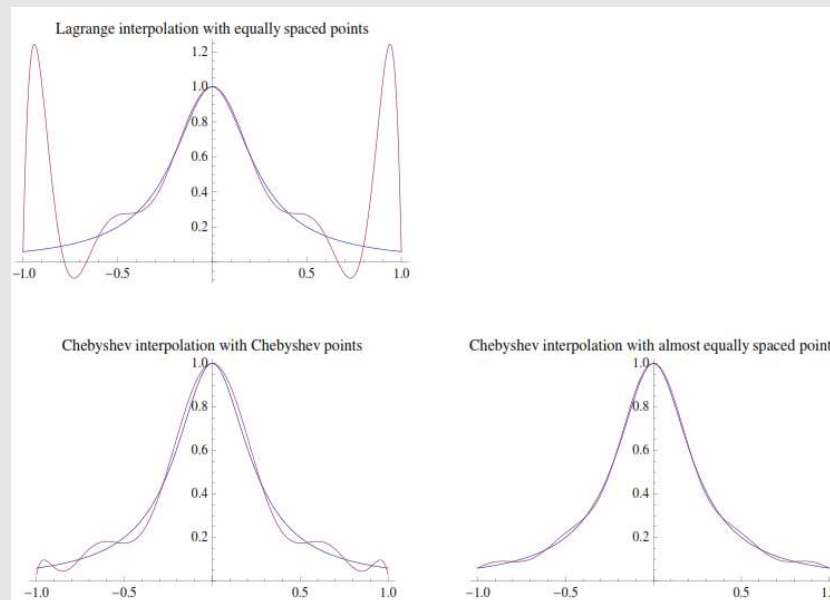 Lagrange interpolation with equally spaced points
1.2
1.0
0.8
0.6
0.4
0.2
−1.0 −0.5 0.5 1.0
Chebyshev interpolation with Chebyshev points
1.0
0.8
0.6
0.4
0.2
−1.0 −0.5 0.5 1.0
Chebyshev interpolation with almost equally spaced point
1.0
0.8
0.6
0.4
0.2
−1.0 −0.5 0.5